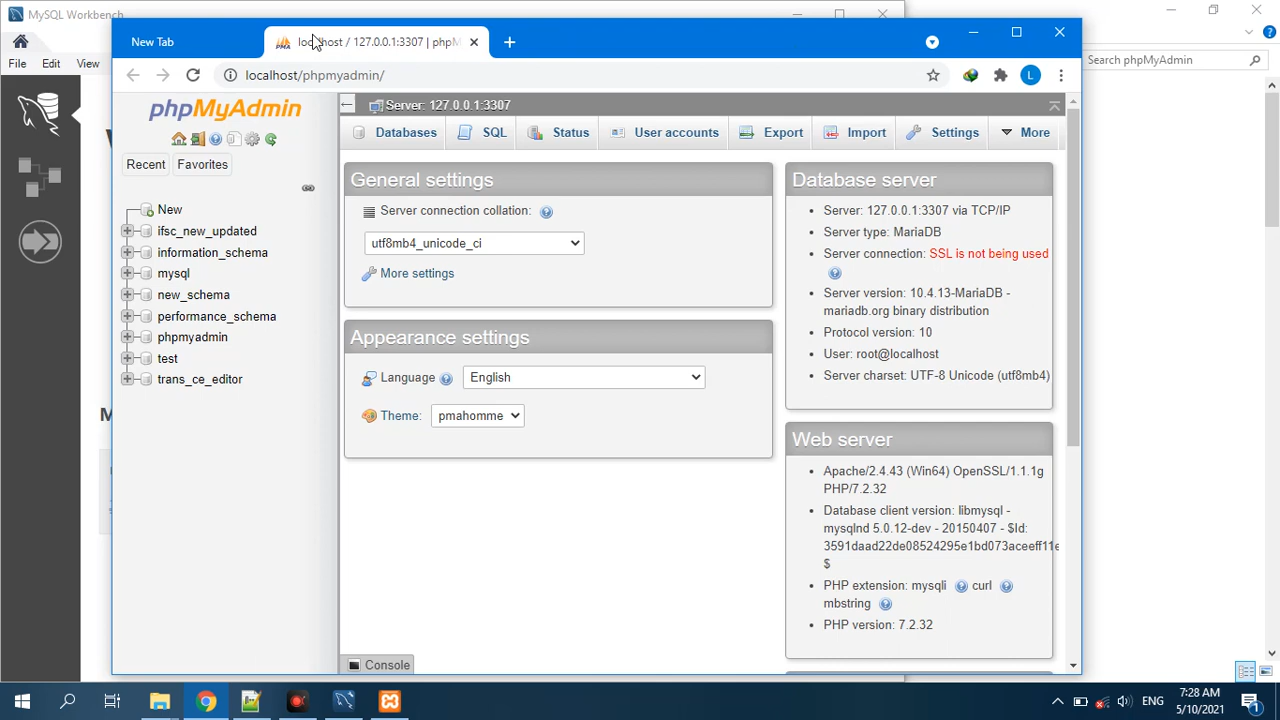 MySQL Workbench
File Edit View
Search phpMyAdmin
New Tab
localhost / 127.0.0.1:3307 | phpM
localhost/phpmyadmin/
L
phpMyAdmin
Recent
Favorites
New
ifsc_new_updated
information_schema
mysql
new_schema
performance_schema
phpmyadmin
test
trans_ce_editor
Server: 127.0.0.1:3307
Databases SQL Status User accounts Export Import Settings More
General settings
Server connection collation:
utf8mb4_unicode_ci
More settings
Appearance settings
Language
English
Theme:
pmahomme
Database server
Server: 127.0.0.1:3307 via TCP/IP
Server type: MariaDB
Server connection: SSL is not being used
Server version: 10.4.13-MariaDB -
mariadb.org binary distribution
Protocol version: 10
User: root@localhost
Server charset: UTF-8 Unicode (utf8mb4)
Web server
Apache/2.4.43 (Win64) OpenSSL/1.1.1g
PHP/7.2.32
Database client version: libmysql -
mysqlnd 5.0.12-dev - 20150407 - $Id:
3591daad22de08524295e1bd073aceeff11e
$
PHP extension: mysqli curl
mbstring
PHP version: 7.2.32
Console
ENG
7:28 AM
5/10/2021
1